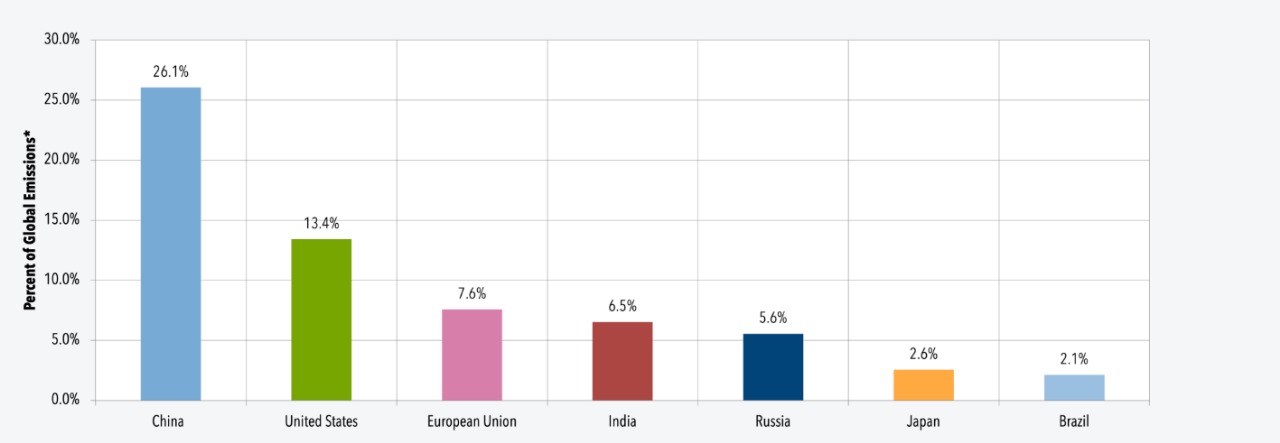 Percent of Global Emissions*
30.0%
25.0%
20.0%
15.0%
10.0%
5.0%
0.0%
26.1%
13.4%
7.6%
6.5%
5.6%
2.6%
2.1%
China
United States
European Union
India
Russia
Japan
Brazil